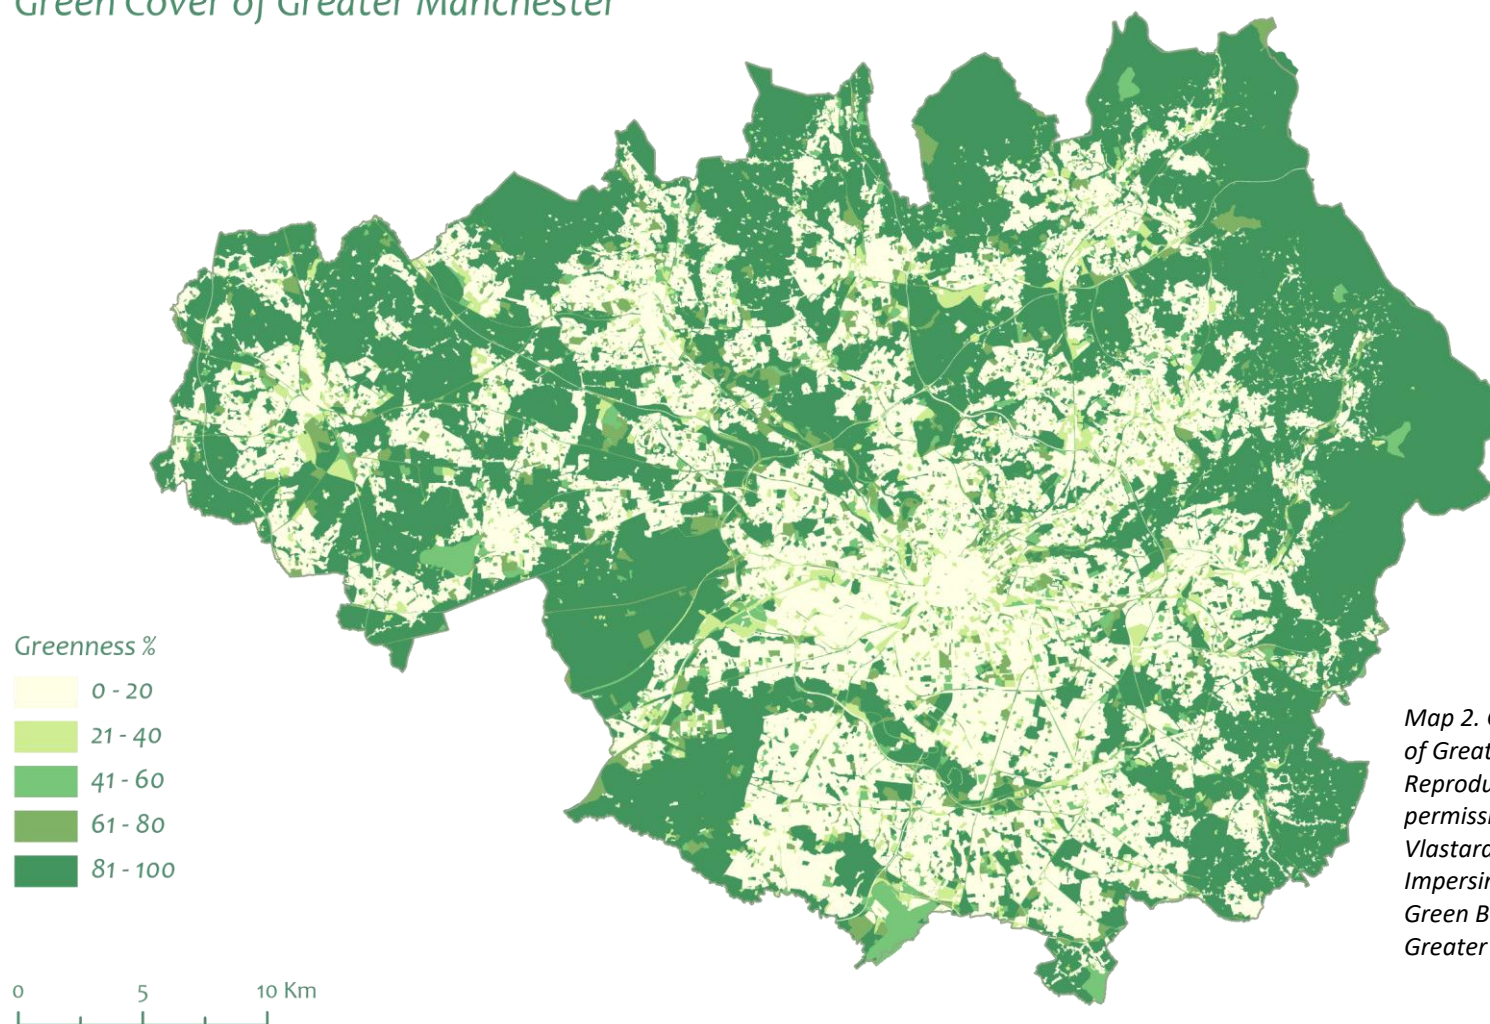 Green Cover of Greater Manchester
Greenness %
0 - 20
21 - 40
41 - 60
61 - 80
81 - 100
0 5 10 Km
Map 2.
of Great
Reprodu
permiss
Vlastar
Impersi
Green B
Greater